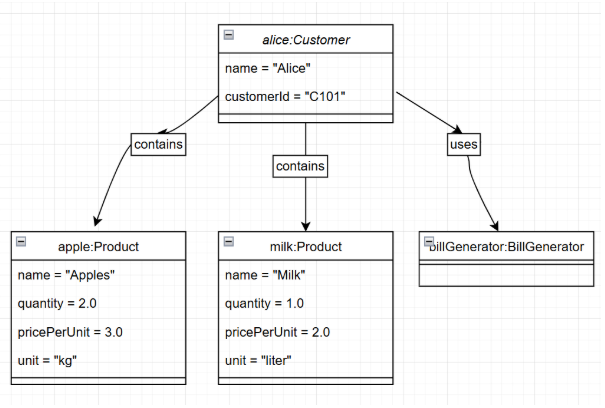 alice:Customer
name = "Alice"
customerId = "C101"
contains
contains
uses
apple:Product
name = "Apples"
quantity = 2.0
pricePerUnit = 3.0
unit = "kg"
milk:Product
name = "Milk"
quantity = 1.0
pricePerUnit = 2.0
unit = "liter"
billGenerator:BillGenerator